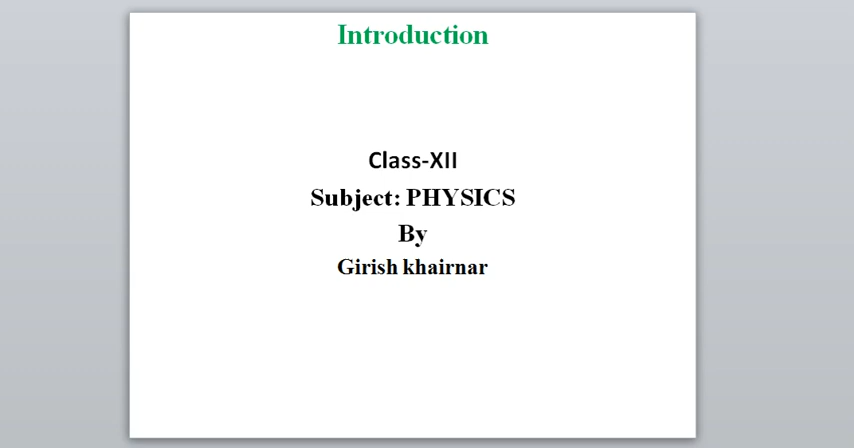 Introduction
Class-XII
Subject: PHYSICS
By
Girish khairnar